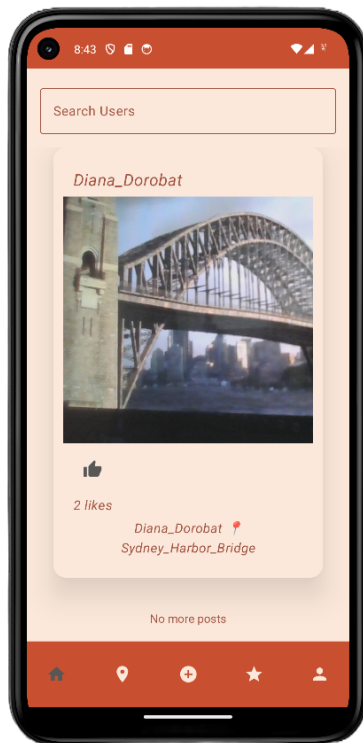 8:43
Search Users
Diana_Dorobat
2 likes
Diana_Dorobat 📍
Sydney_Harbor_Bridge
No more posts